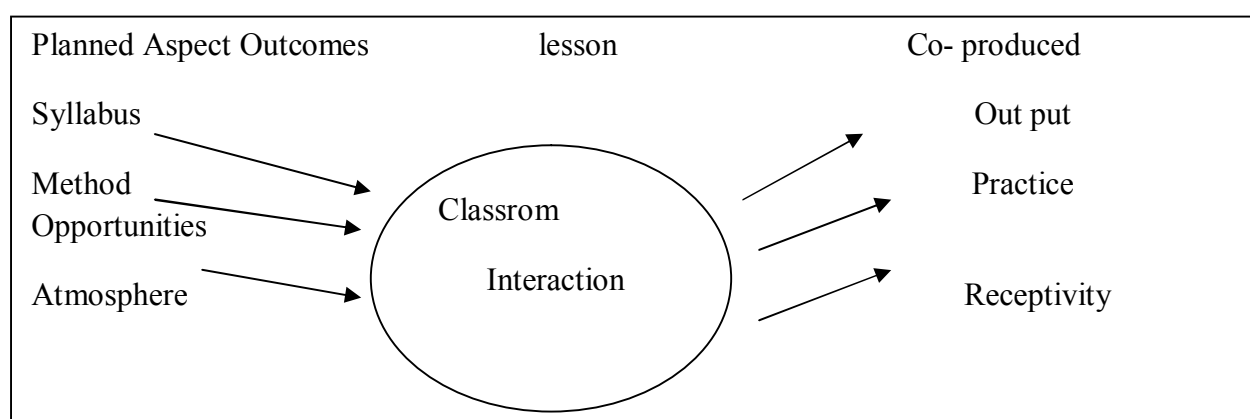 Planned Aspect Outcomes lesson Co- produced
Syllabus Out put
Method Practice
Opportunities
Classrom
Interaction
Atmosphere Receptivity